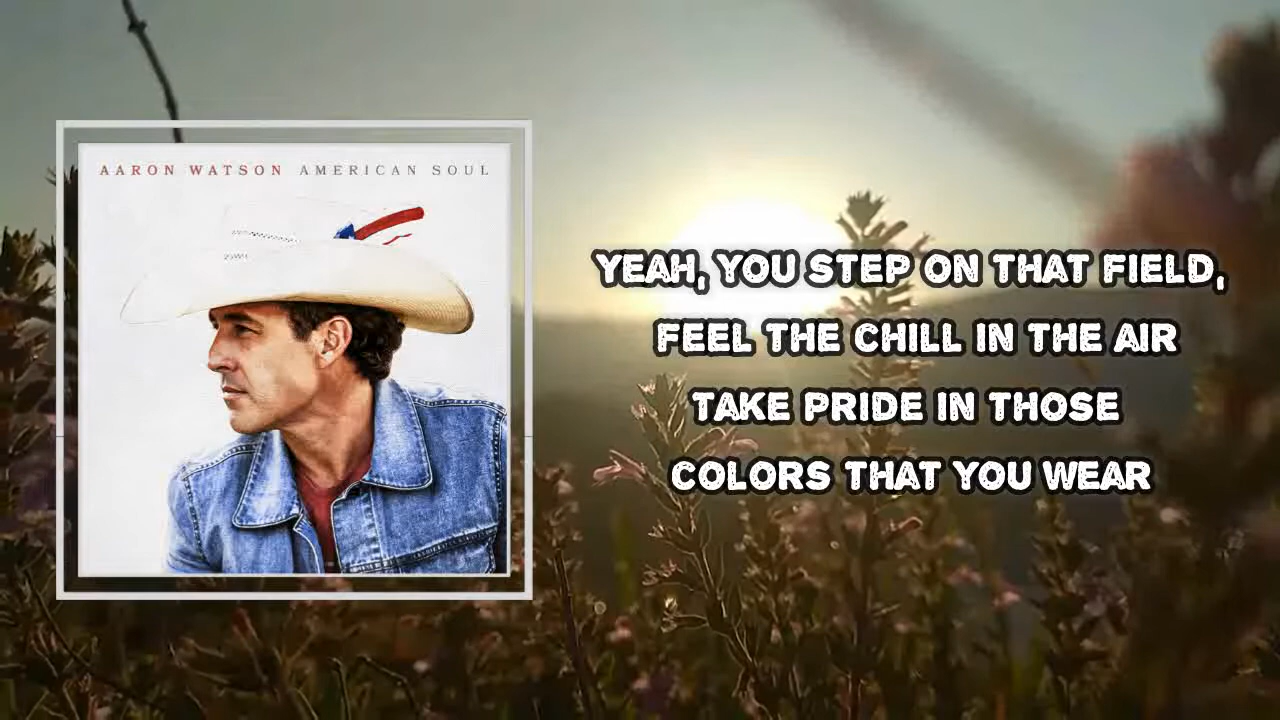 AARON WATSON AMERICAN SOUL
YEAH, YOU STEP ON THAT FIELD,
FEEL THE CHILL IN THE AIR
TAKE PRIDE IN THOSE
COLORS THAT YOU WEAR